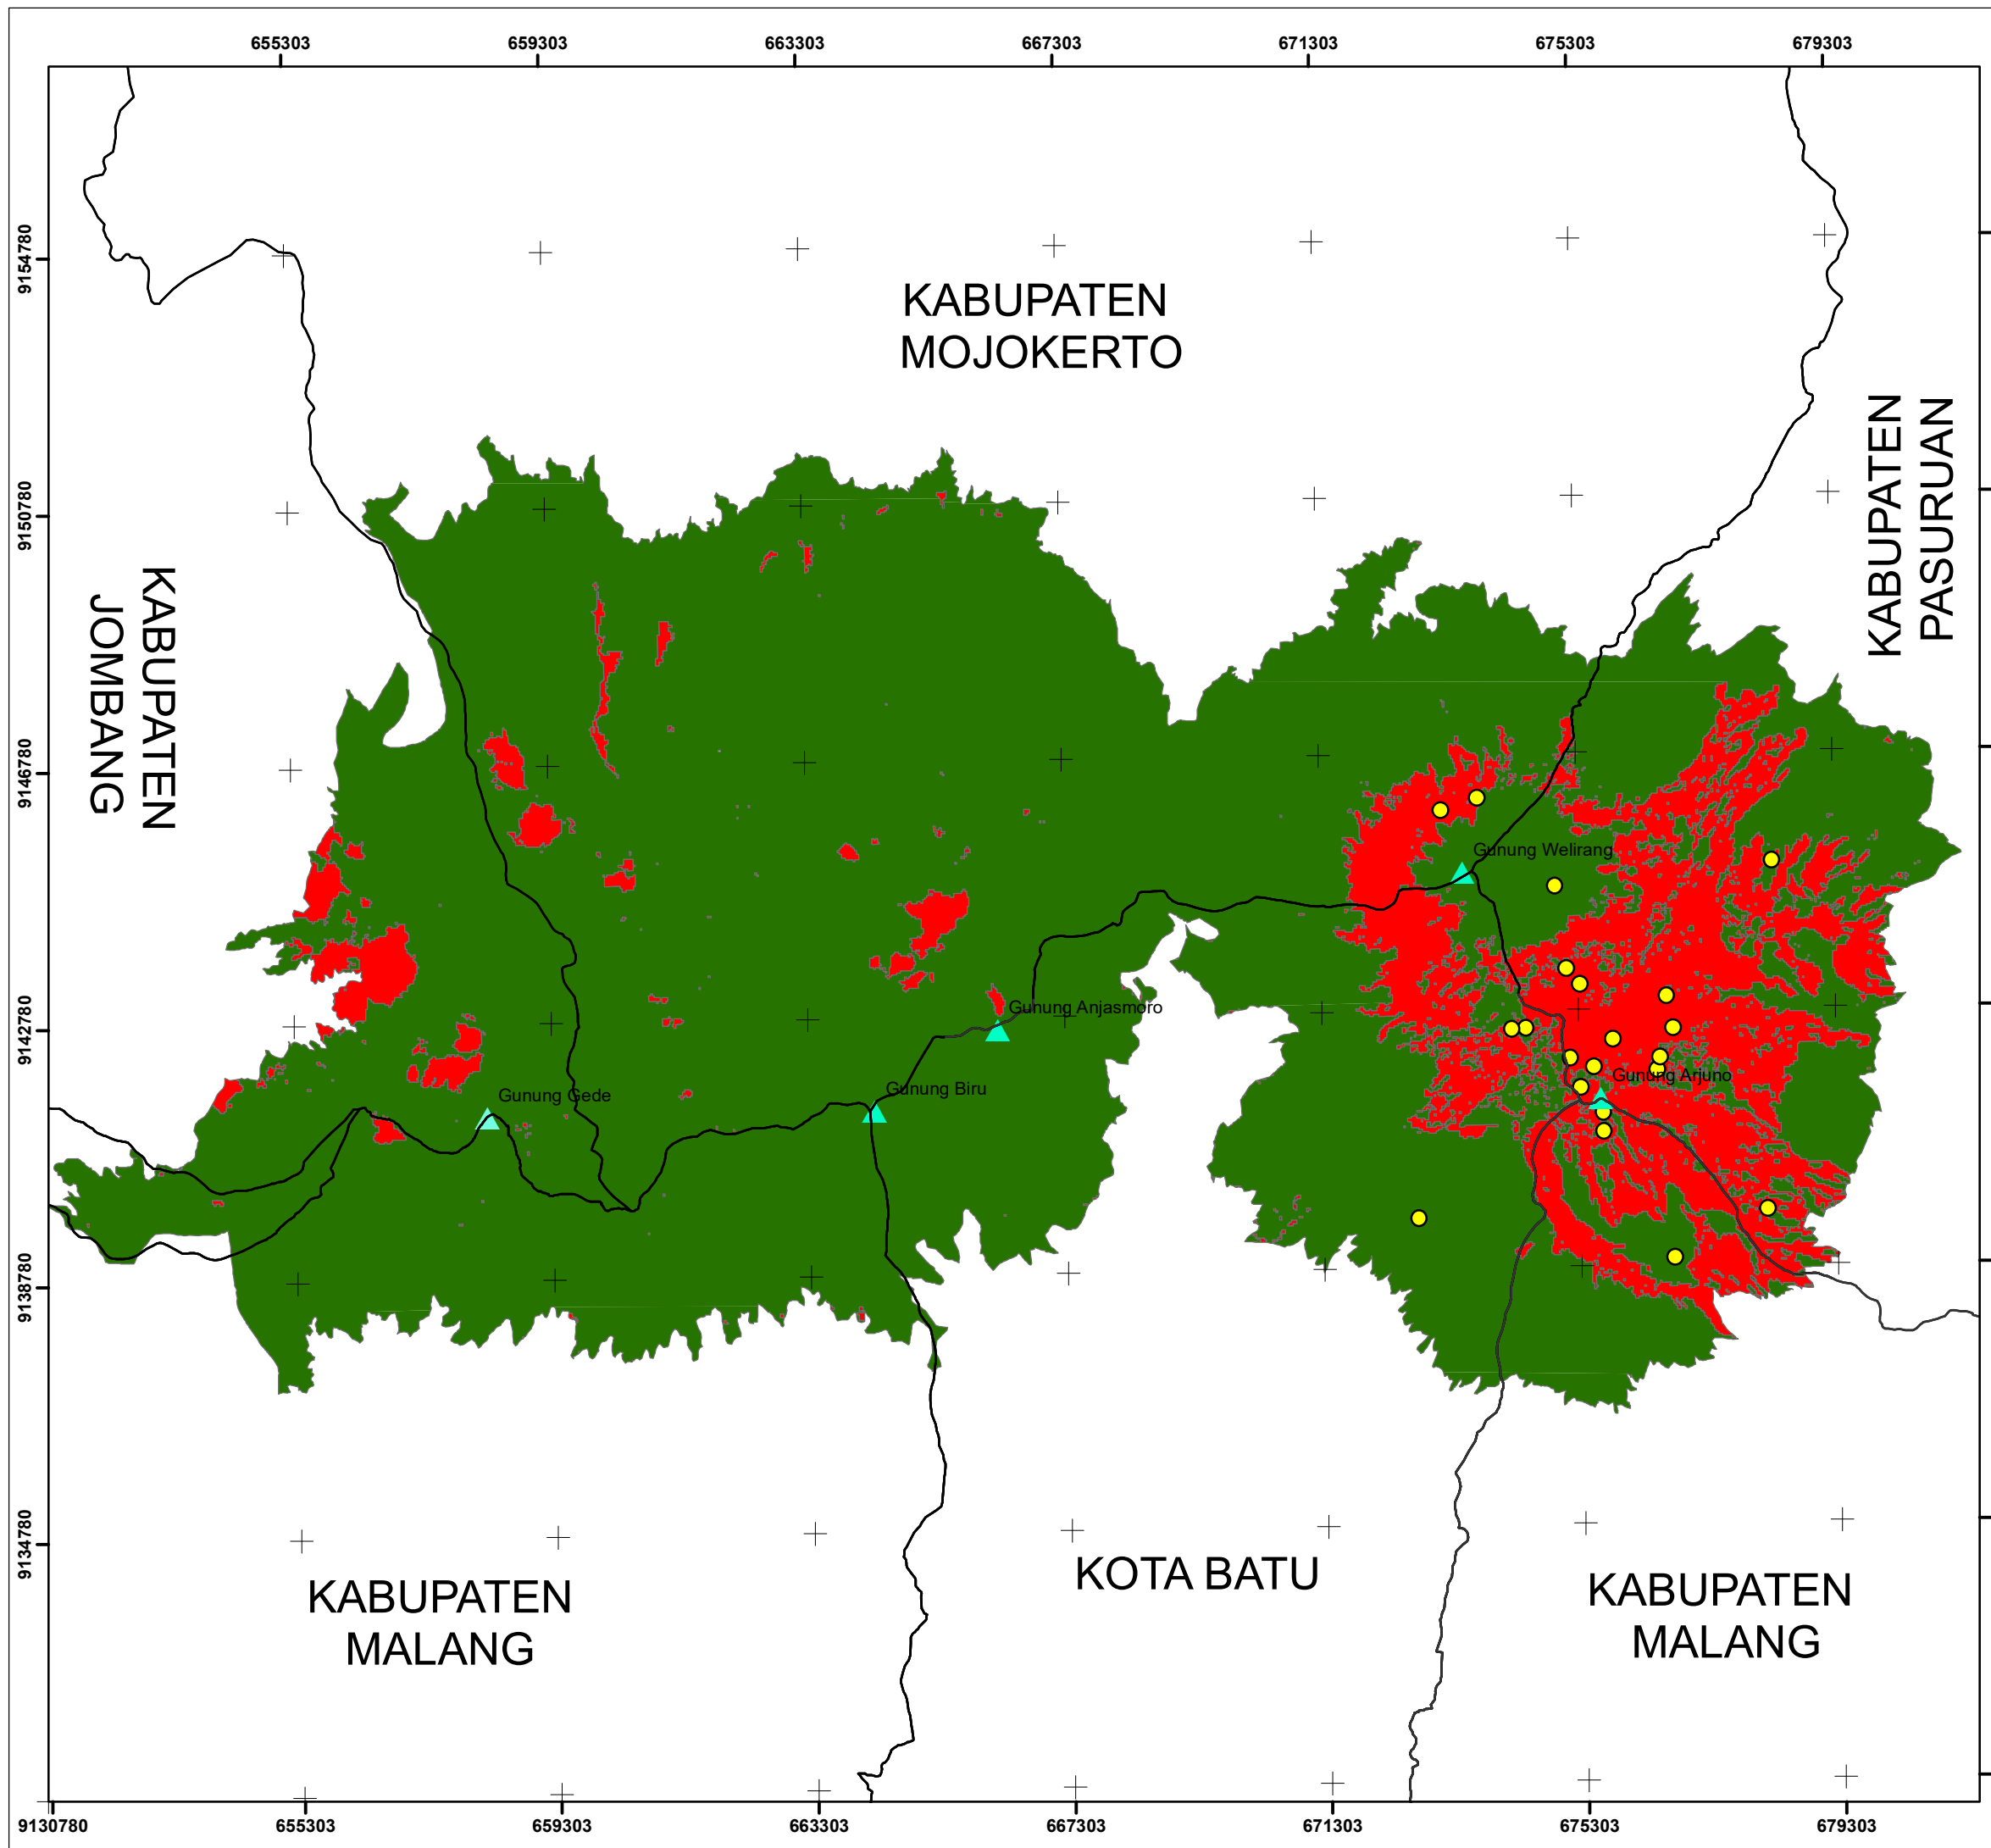 655303 659303 663303 667303 671303 675303 679303
9154780
KABUPATEN
MOJOKERTO
KABUPATEN
PASURUAN
9150780
KABUPATEN
JOMBANG
9146780
Gunung Welirang
9142780
Gunung Anjasmoro
Gunung Arjuno
Gunung Biru
Gunung Gede
9138780
9134780
KOTA BATU
KABUPATEN
MALANG
KABUPATEN
MALANG
9130780 655303 659303 663303 667303 671303 675303 679303